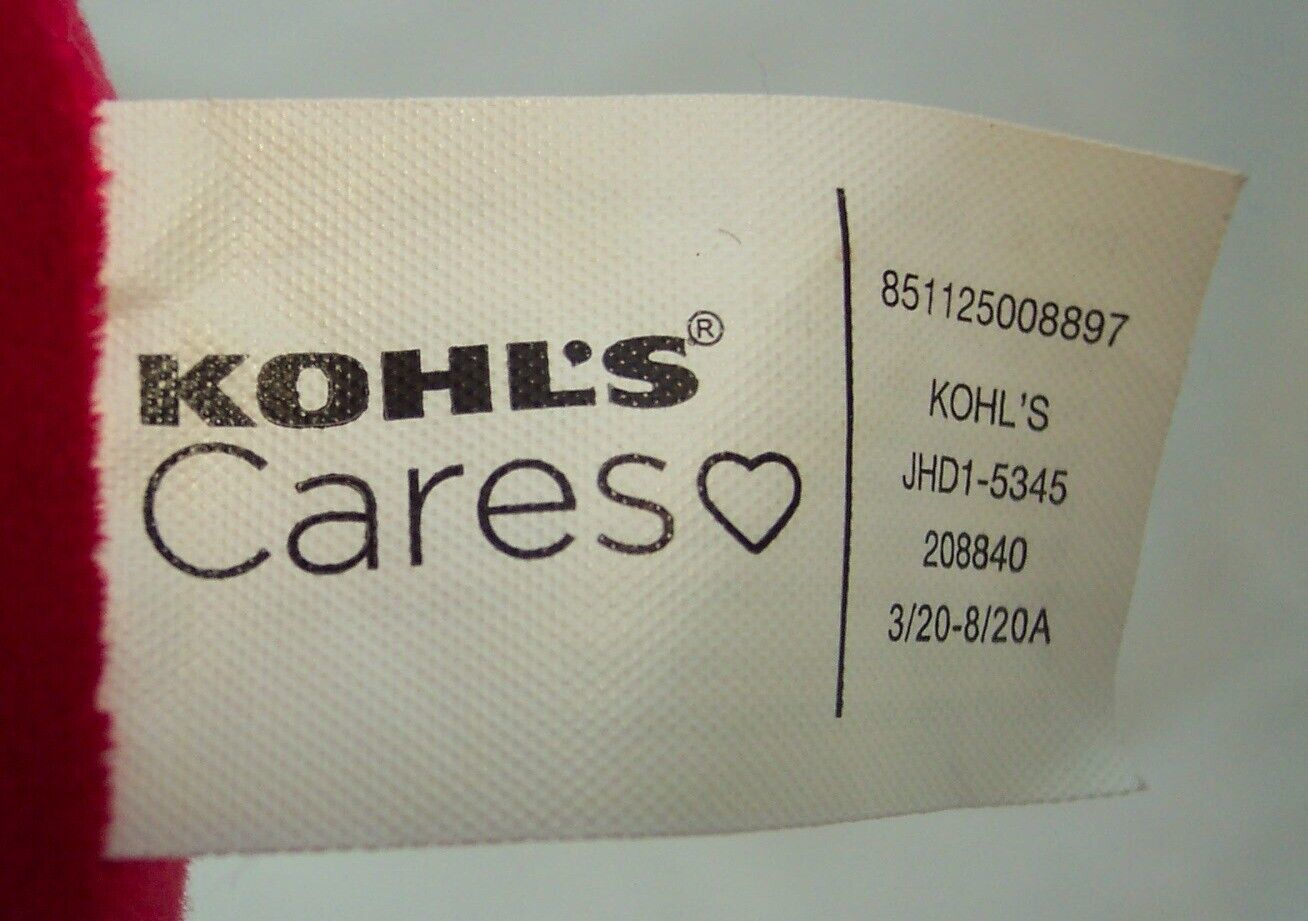 KOHL'S®
Cares♡
851125008897
KOHL'S
JHD1-5345
208840
3/20-8/20A